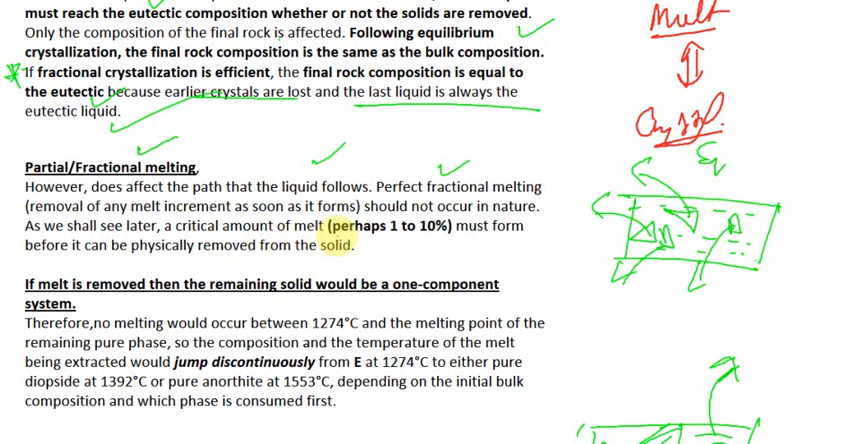 must reach the eutectic composition whether or not the solids are removed.
Only the composition of the final rock is affected. Following equilibrium
crystallization, the final rock composition is the same as the bulk composition.
If fractional crystallization is efficient, the final rock composition is equal to
the eutectic because earlier crystals are lost and the last liquid is always the
eutectic liquid.
Partial/Fractional melting,
However, does affect the path that the liquid follows. Perfect fractional melting
(removal of any melt increment as soon as it forms) should not occur in nature.
As we shall see later, a critical amount of melt (perhaps 1 to 10%) must form
before it can be physically removed from the solid.
If melt is removed then the remaining solid would be a one-component
system.
Therefore,no melting would occur between 1274°C and the melting point of the
remaining pure phase, so the composition and the temperature of the melt
being extracted would jump discontinuously from E at 1274°C to either pure
diopside at 1392°C or pure anorthite at 1553°C, depending on the initial bulk
composition and which phase is consumed first.
Melt
Eq